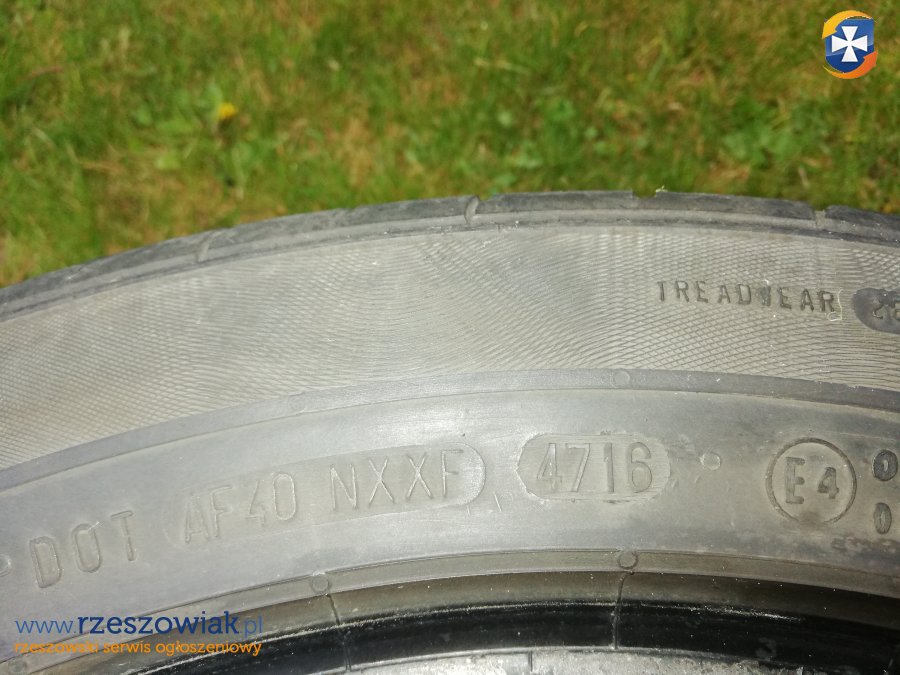 TREADWEAR
DOT AF40 NXXF 4716 E4
www.rzeszowiak.pl
rzeszowski serwis ogłoszeniowy